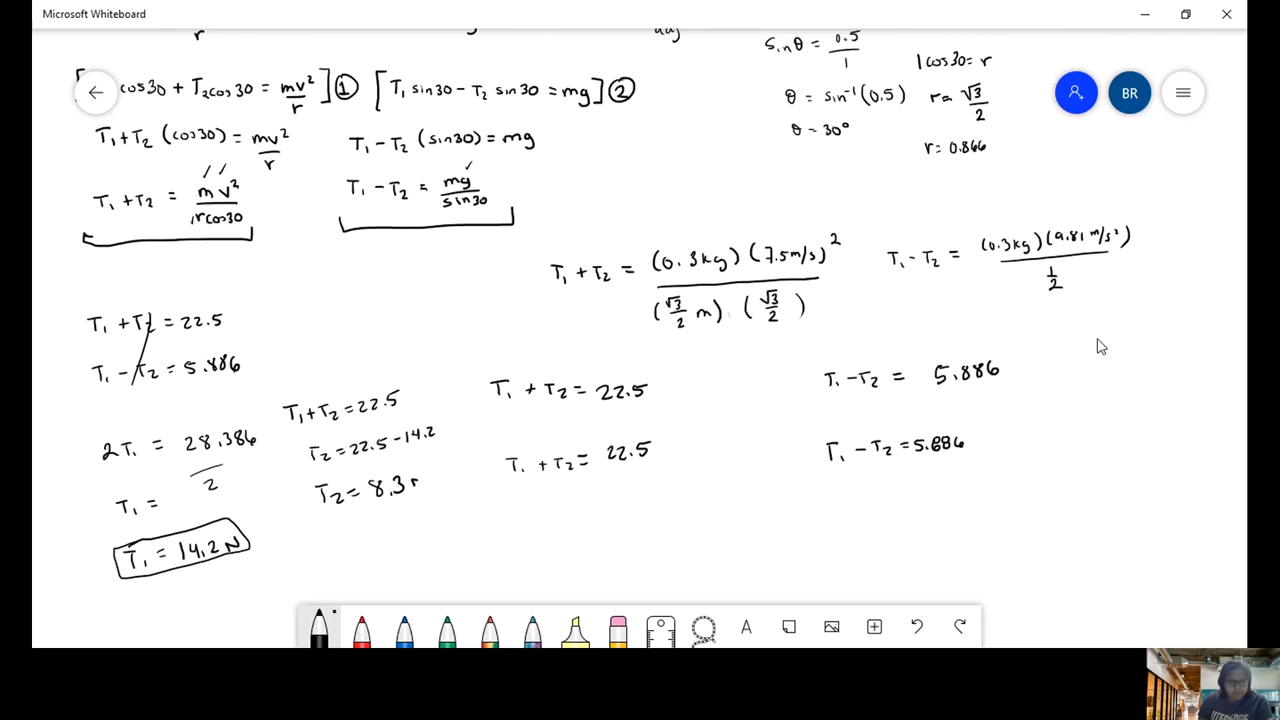 Microsoft Whiteboard
r
cos30 + T₂cos30 = mv²/r ] ① [T₁ sin30 - T₂ sin30 = mg] ②
T₁+T₂ (cos30) = mv²/r
T₁ - T₂ (sin30) = mg
T₁ + T₂ = mv²/rcos30
T₁ - T₂ = mg/sin30
sinθ = 0.5/1
θ = sin⁻¹ (0.5)
θ = 30°
1cos30 = r
r = √3/2
r = 0.866
BR
T₁ + T₂ = (0.3kg) (7.5m/s)² / (√3/2 m) · (√3/2)
T₁ - T₂ = (0.3kg) (9.81 m/s²) / 1/2
T₁ + T₂ = 22.5
T₁ - T₂ = 5.886
2T₁ = 28.386
2
T₁ =
T₁ = 14.2 N
T₁+T₂ = 22.5
T₂ = 22.5 - 14.2
T₂ = 8.3
T₁ + T₂ = 22.5
T₁ + T₂ = 22.5
T₁ - T₂ = 5.886
T₁ - T₂ = 5.886
A